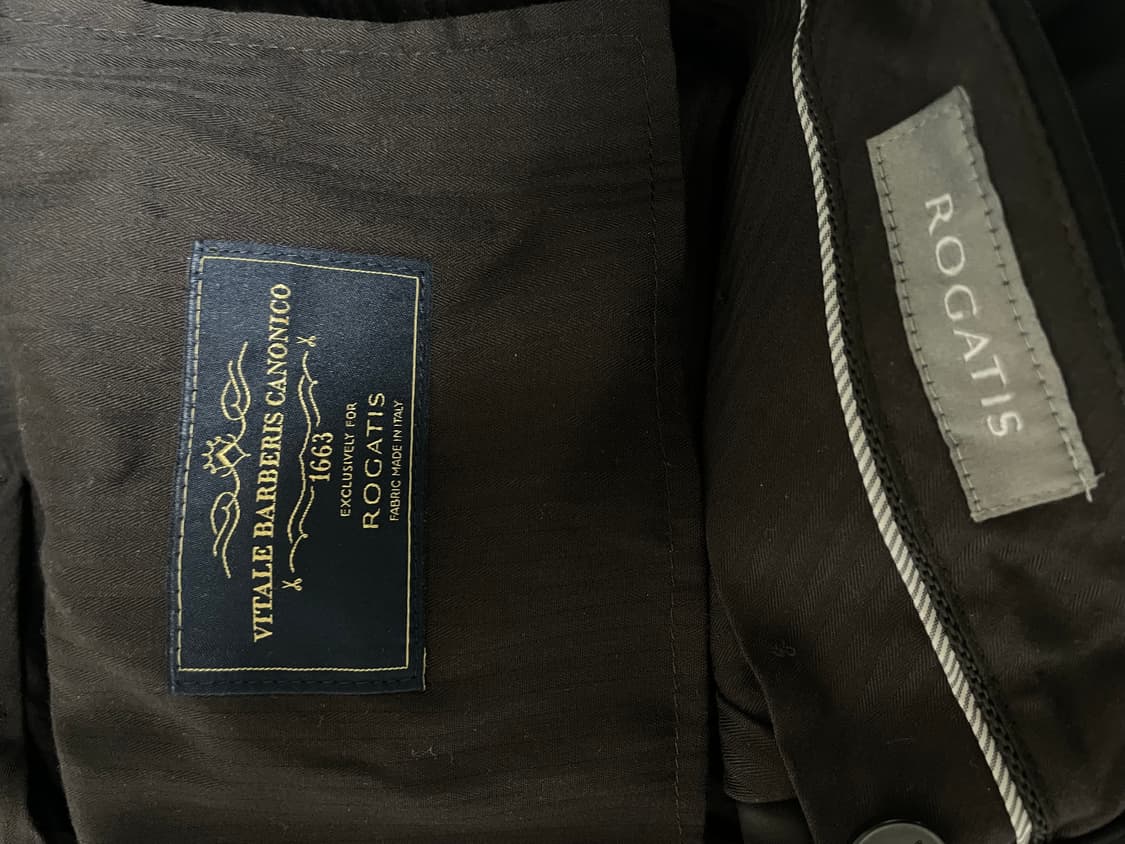 VITALE BARBERIS CANONICO
1663
EXCLUSIVELY FOR
ROGATIS
FABRIC MADE IN ITALY
ROGATIS